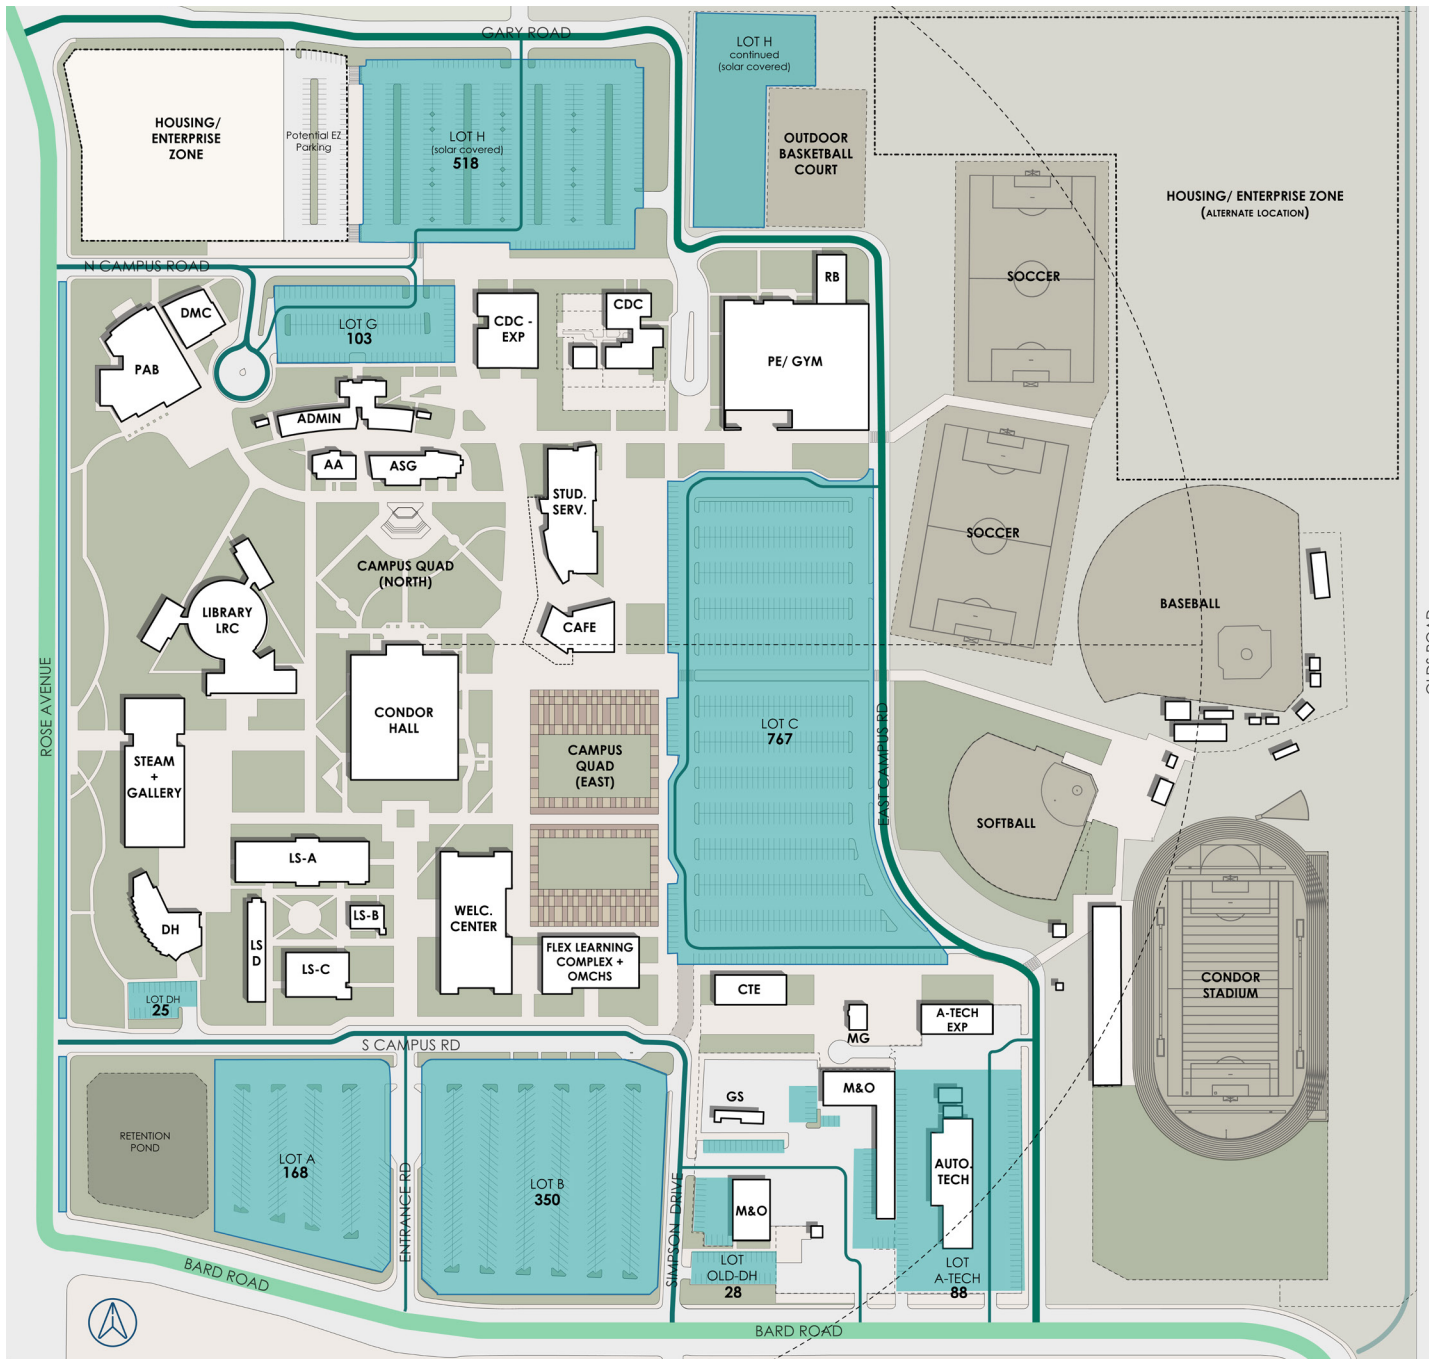 GARY ROAD
LOT H
continued
(solar covered)
HOUSING/
ENTERPRISE
ZONE
Potential EZ
Parking
LOT H
(solar covered)
518
OUTDOOR
BASKETBALL
COURT
HOUSING/ ENTERPRISE ZONE
(ALTERNATE LOCATION)
N CAMPUS ROAD
RB
SOCCER
DMC
LOT G
103
CDC -
EXP
CDC
PAB
PE/ GYM
ADMIN
AA
ASG
STUD.
SERV.
SOCCER
CAMPUS QUAD
(NORTH)
LIBRARY
LRC
CAFE
BASEBALL
ROSE AVENUE
OLDS ROAD
CONDOR
HALL
LOT C
767
EAST CAMPUS RD
STEAM
+
GALLERY
CAMPUS
QUAD
(EAST)
SOFTBALL
LS-A
LS-B
DH
LS
D
LS-C
WELC.
CENTER
FLEX LEARNING
COMPLEX +
OMCHS
CTE
CONDOR
STADIUM
LOT DH
25
MG
A-TECH
EXP
S CAMPUS RD
M&O
GS
RETENTION
POND
LOT A
168
ENTRANCE RD
LOT B
350
SIMPSON DRIVE
AUTO.
TECH
M&O
LOT
OLD-DH
28
LOT
A-TECH
88
BARD ROAD
BARD ROAD